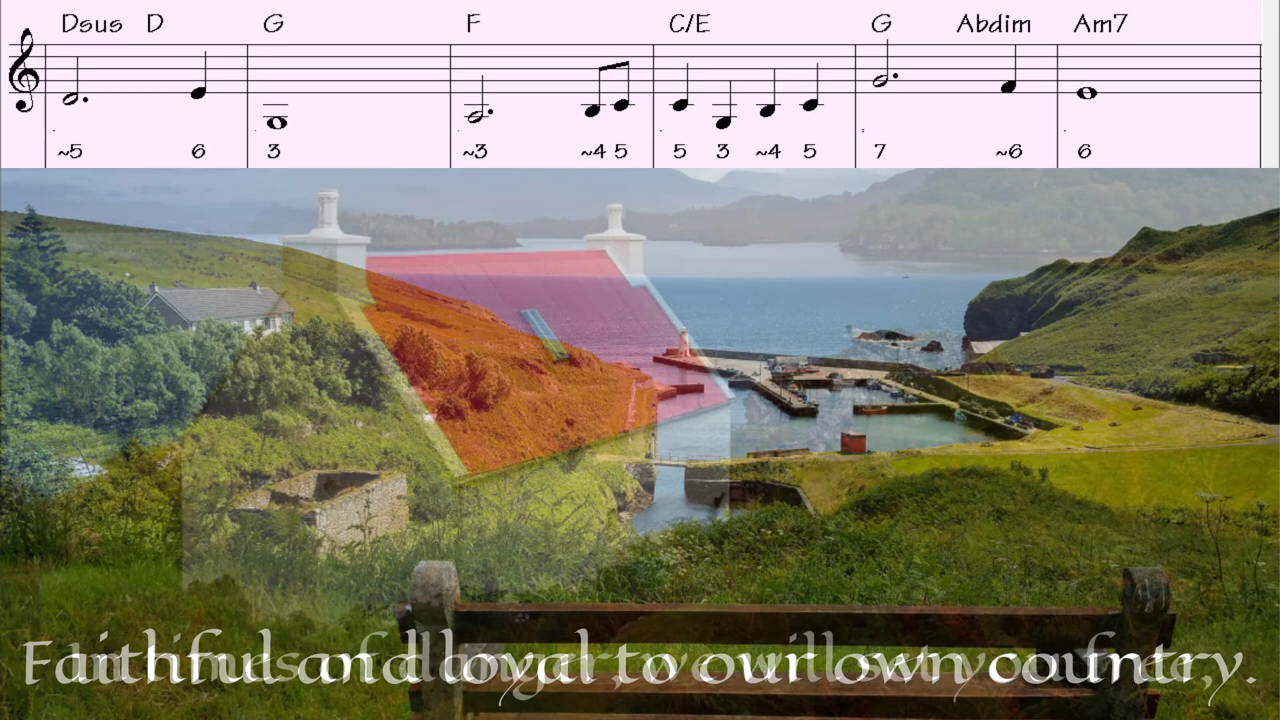 Dsus D G F C/E G Abdim Am7
~5 6 3 ~3 ~4 5 5 3 ~4 5 7 ~6 6
Faithful and loyal to our own country.